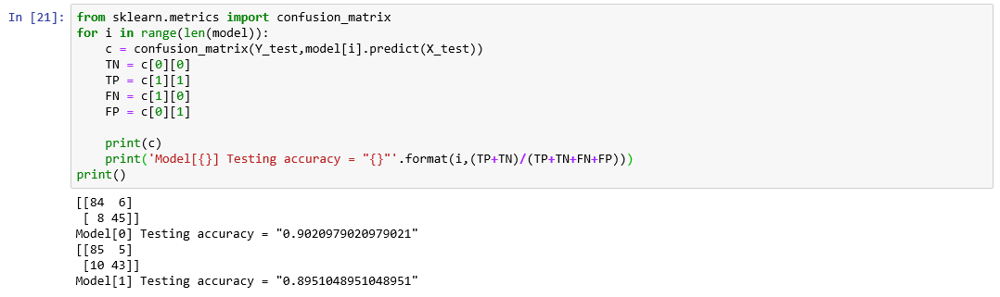 In [21]: from sklearn.metrics import confusion_matrix
for i in range(len(model)):
    c = confusion_matrix(Y_test,model[i].predict(X_test))
    TN = c[0][0]
    TP = c[1][1]
    FN = c[1][0]
    FP = c[0][1]

    print(c)
    print('Model[{}] Testing accuracy = "{}"'.format(i,(TP+TN)/(TP+TN+FN+FP)))
print()
[[84  6]
 [ 8 45]]
Model[0] Testing accuracy = "0.9020979020979021"
[[85  5]
 [10 43]]
Model[1] Testing accuracy = "0.8951048951048951"